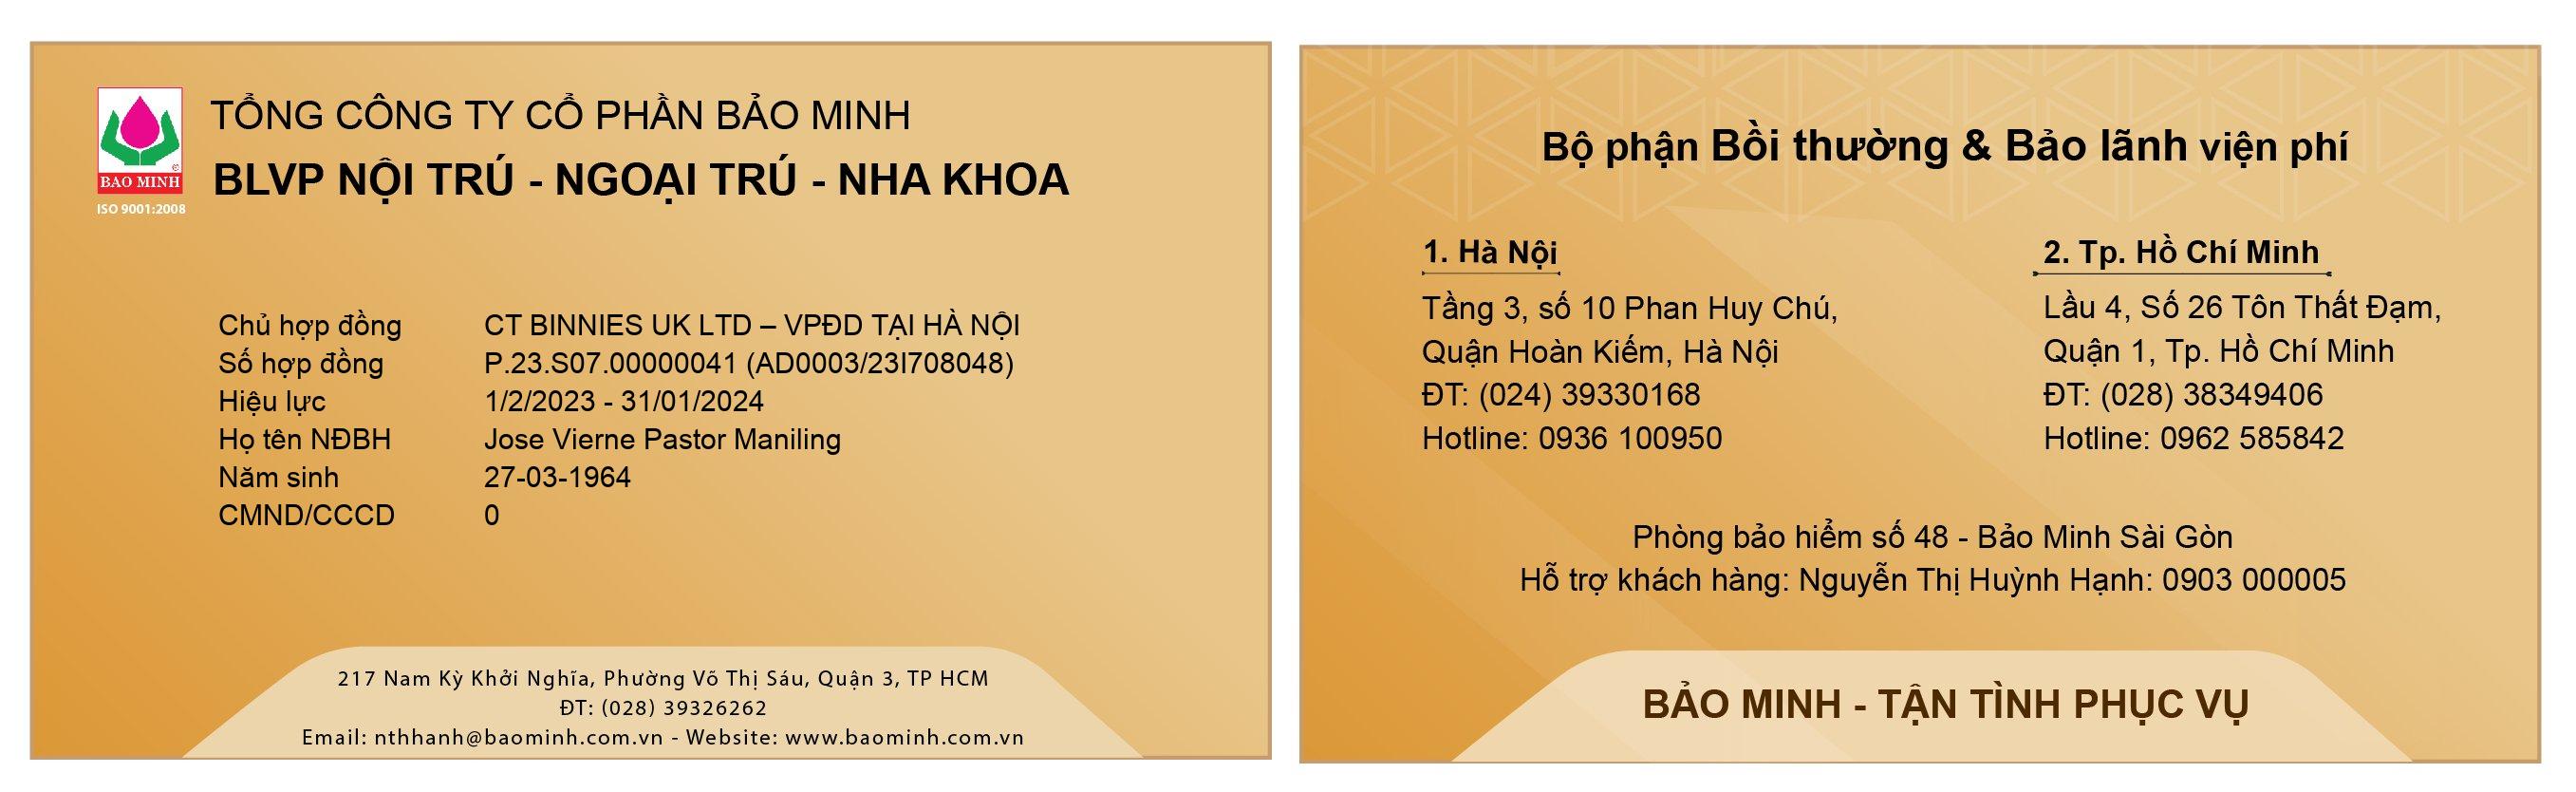 TỔNG CÔNG TY CỔ PHẦN BẢO MINH
BLVP NỘI TRÚ - NGOẠI TRÚ - NHA KHOA
BAO MINH
ISO 9001:2008
Chủ hợp đồng CT BINNIES UK LTD – VPĐD TẠI HÀ NỘI
Số hợp đồng P.23.S07.00000041 (AD0003/23I708048)
Hiệu lực 1/2/2023 - 31/01/2024
Họ tên NĐBH Jose Vierne Pastor Maniling
Năm sinh 27-03-1964
CMND/CCCD 0
217 Nam Kỳ Khởi Nghĩa, Phường Võ Thị Sáu, Quận 3, TP HCM
ĐT: (028) 39326262
Email: nthhanh@baominh.com.vn - Website: www.baominh.com.vn
Bộ phận Bồi thường & Bảo lãnh viện phí
1. Hà Nội
Tầng 3, số 10 Phan Huy Chú,
Quận Hoàn Kiếm, Hà Nội
ĐT: (024) 39330168
Hotline: 0936 100950
2. Tp. Hồ Chí Minh
Lầu 4, Số 26 Tôn Thất Đạm,
Quận 1, Tp. Hồ Chí Minh
ĐT: (028) 38349406
Hotline: 0962 585842
Phòng bảo hiểm số 48 - Bảo Minh Sài Gòn
Hỗ trợ khách hàng: Nguyễn Thị Huỳnh Hạnh: 0903 000005
BẢO MINH - TẬN TÌNH PHỤC VỤ